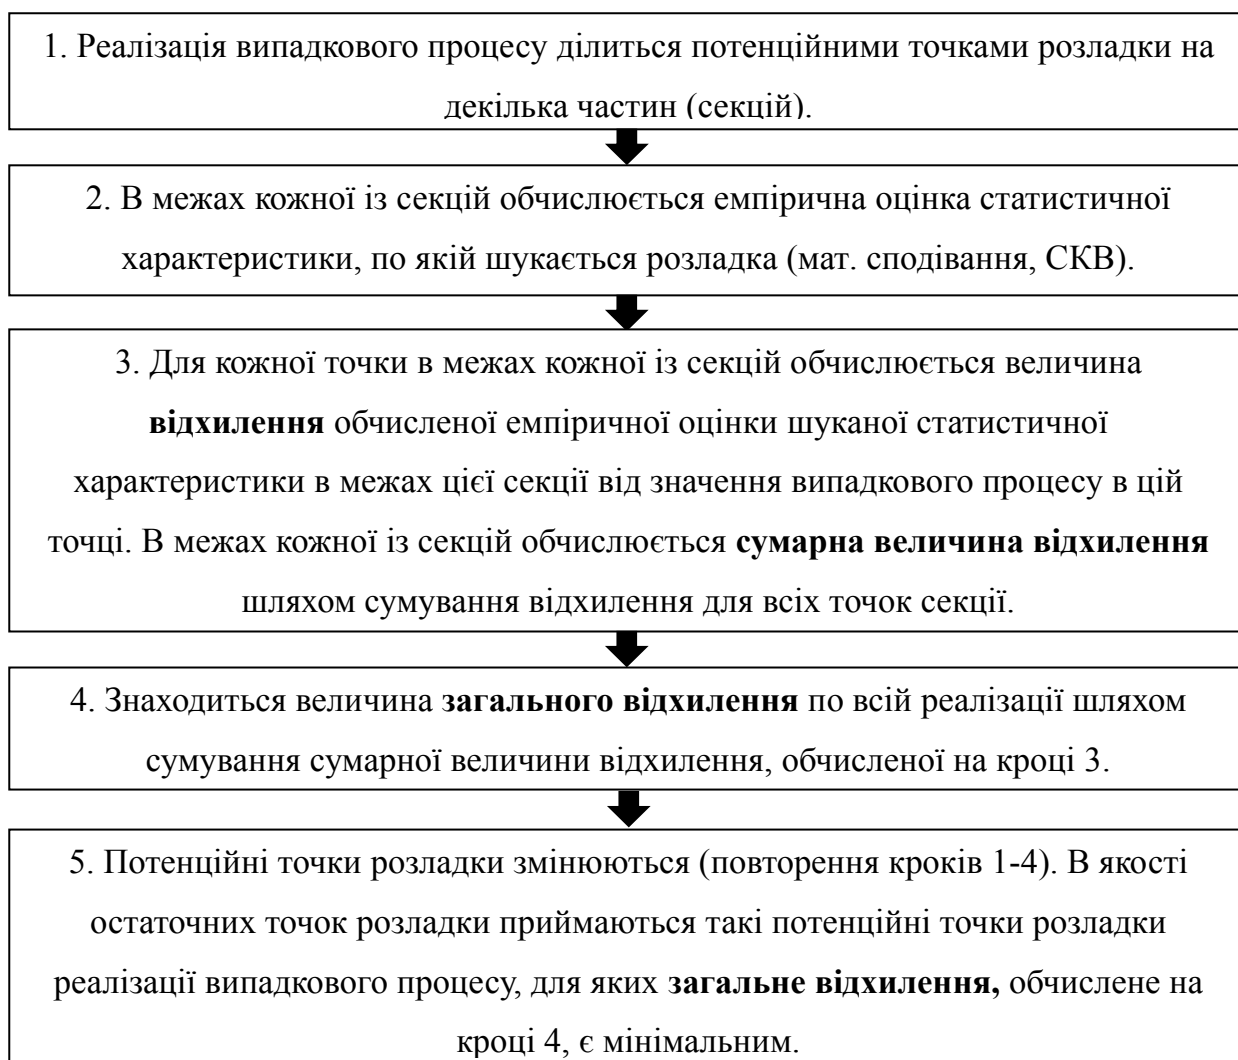 1. Реалізація випадкового процесу ділиться потенційними точками розладки на
декілька частин (секцій).
2. В межах кожної із секцій обчислюється емпірична оцінка статистичної
характеристики, по якій шукається розладка (мат. сподівання, СКВ).
3. Для кожної точки в межах кожної із секцій обчислюється величина
відхилення обчисленої емпіричної оцінки шуканої статистичної
характеристики в межах цієї секції від значення випадкового процесу в цій
точці. В межах кожної із секцій обчислюється сумарна величина відхилення
шляхом сумування відхилення для всіх точок секції.
4. Знаходиться величина загального відхилення по всій реалізації шляхом
сумування сумарної величини відхилення, обчисленої на кроці 3.
5. Потенційні точки розладки змінюються (повторення кроків 1-4). В якості
остаточних точок розладки приймаються такі потенційні точки розладки
реалізації випадкового процесу, для яких загальне відхилення, обчислене на
кроці 4, є мінімальним.